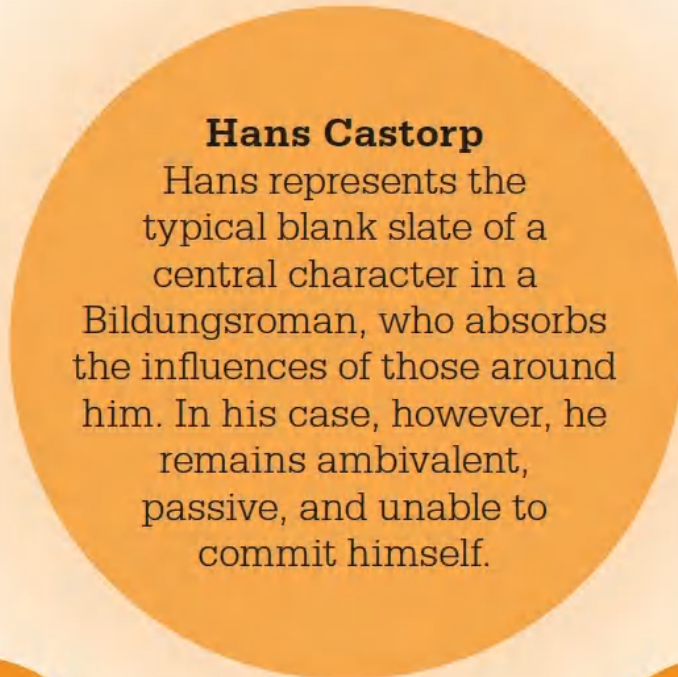 Hans Castorp
Hans represents the
typical blank slate of a
central character in a
Bildungsroman, who absorbs
the influences of those around
him. In his case, however, he
remains ambivalent,
passive, and unable to
commit himself.